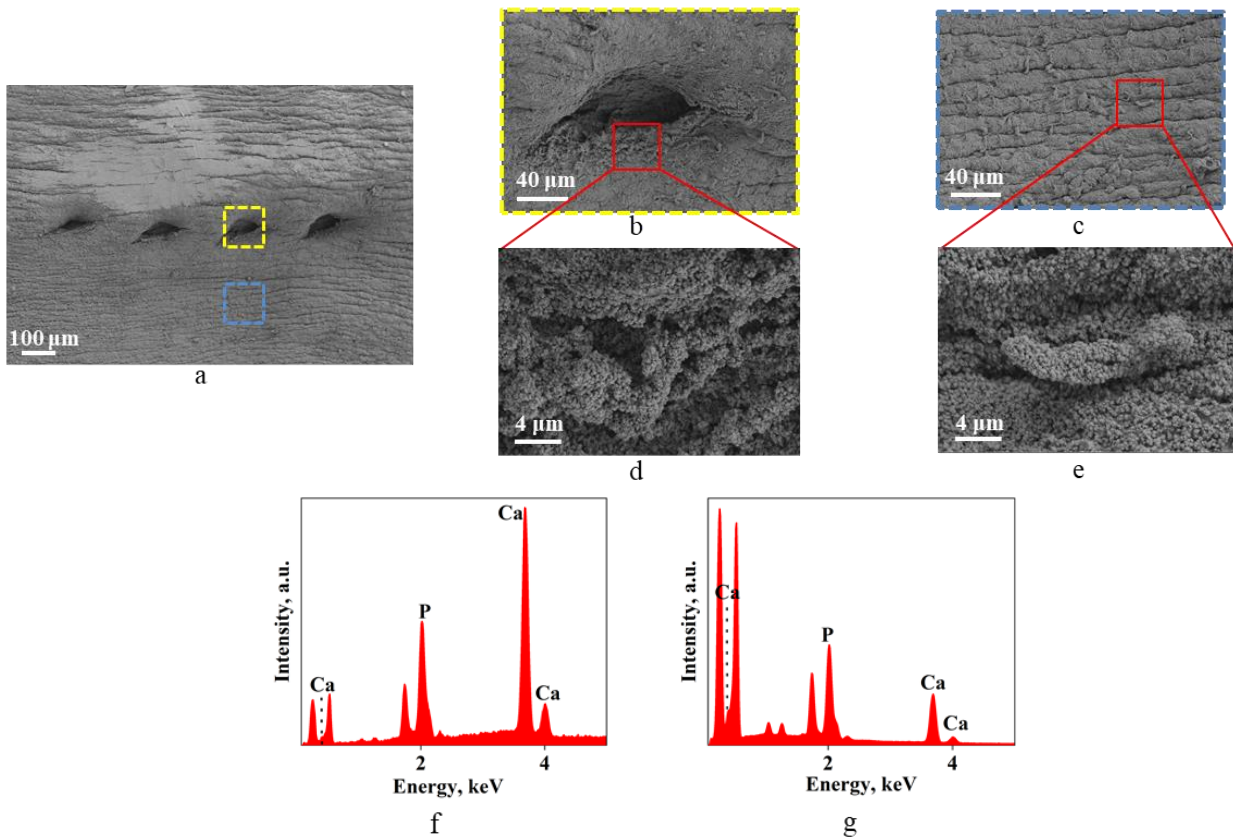 100 µm
a
40 µm
b
40 µm
c
4 µm
d
4 µm
e
Intensity, a.u.
Ca
P
Ca
Ca
2
4
Energy, keV
f
Intensity, a.u.
Ca
P
Ca
Ca
2
4
Energy, keV
g